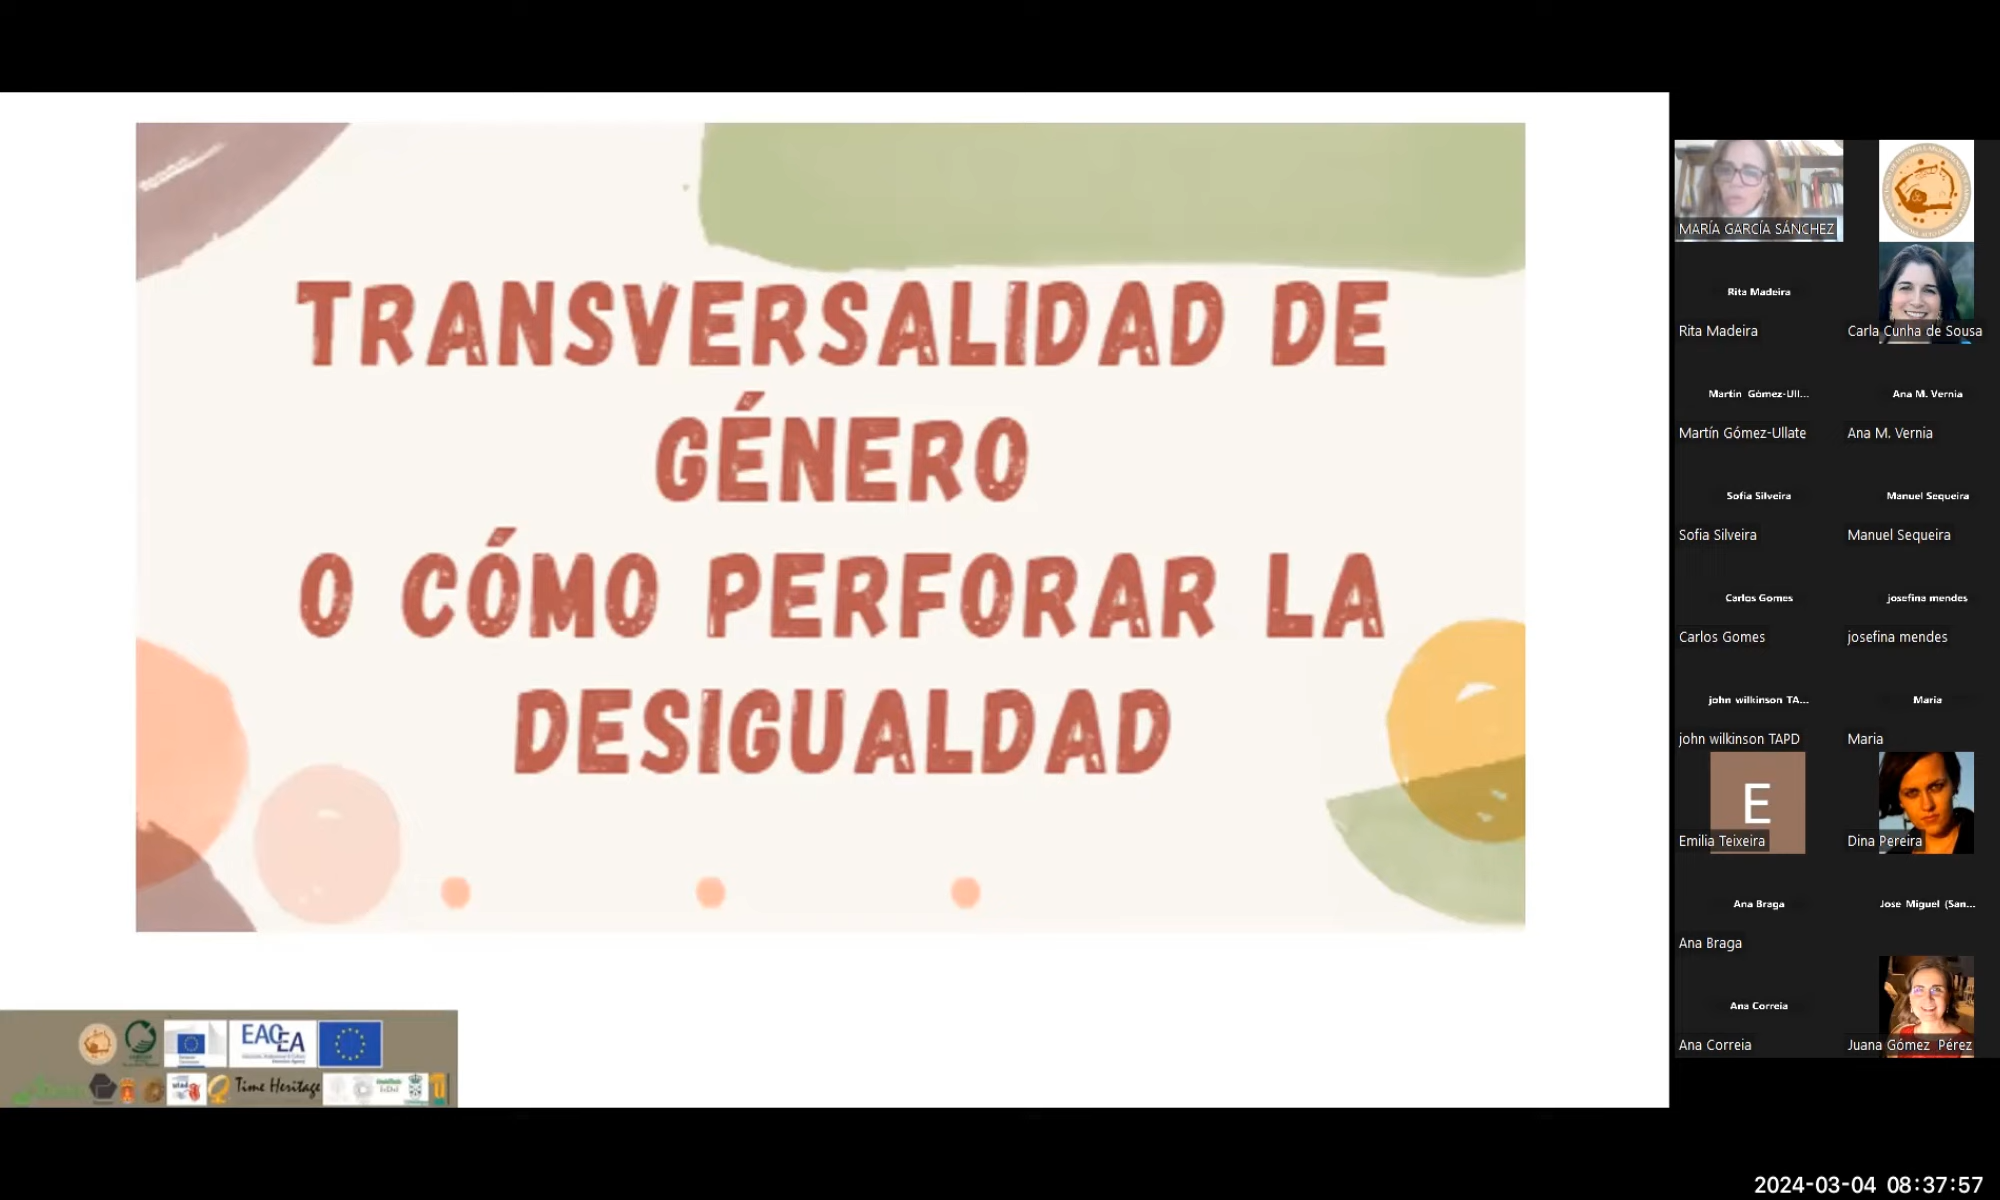 TRANSVERSALIDAD DE
GÉNERO
O CÓMO PERFORAR LA
DESIGUALDAD
EACEA
Time Heritage
MARÍA GARCÍA SÁNCHEZ
Rita Madeira
Rita Madeira
Carla Cunha de Sousa
Martín Gómez-Ull...
Ana M. Vernia
Martín Gómez-Ullate
Ana M. Vernia
Sofia Silveira
Manuel Sequeira
Sofia Silveira
Manuel Sequeira
Carlos Gomes
josefina mendes
Carlos Gomes
josefina mendes
john wilkinson TA...
Maria
john wilkinson TAPD
Maria
E
Emilia Teixeira
Dina Pereira
Ana Braga
Jose Miguel (San...
Ana Braga
Ana Correia
Ana Correia
Juana Gómez Pérez
2024-03-04 08:37:57